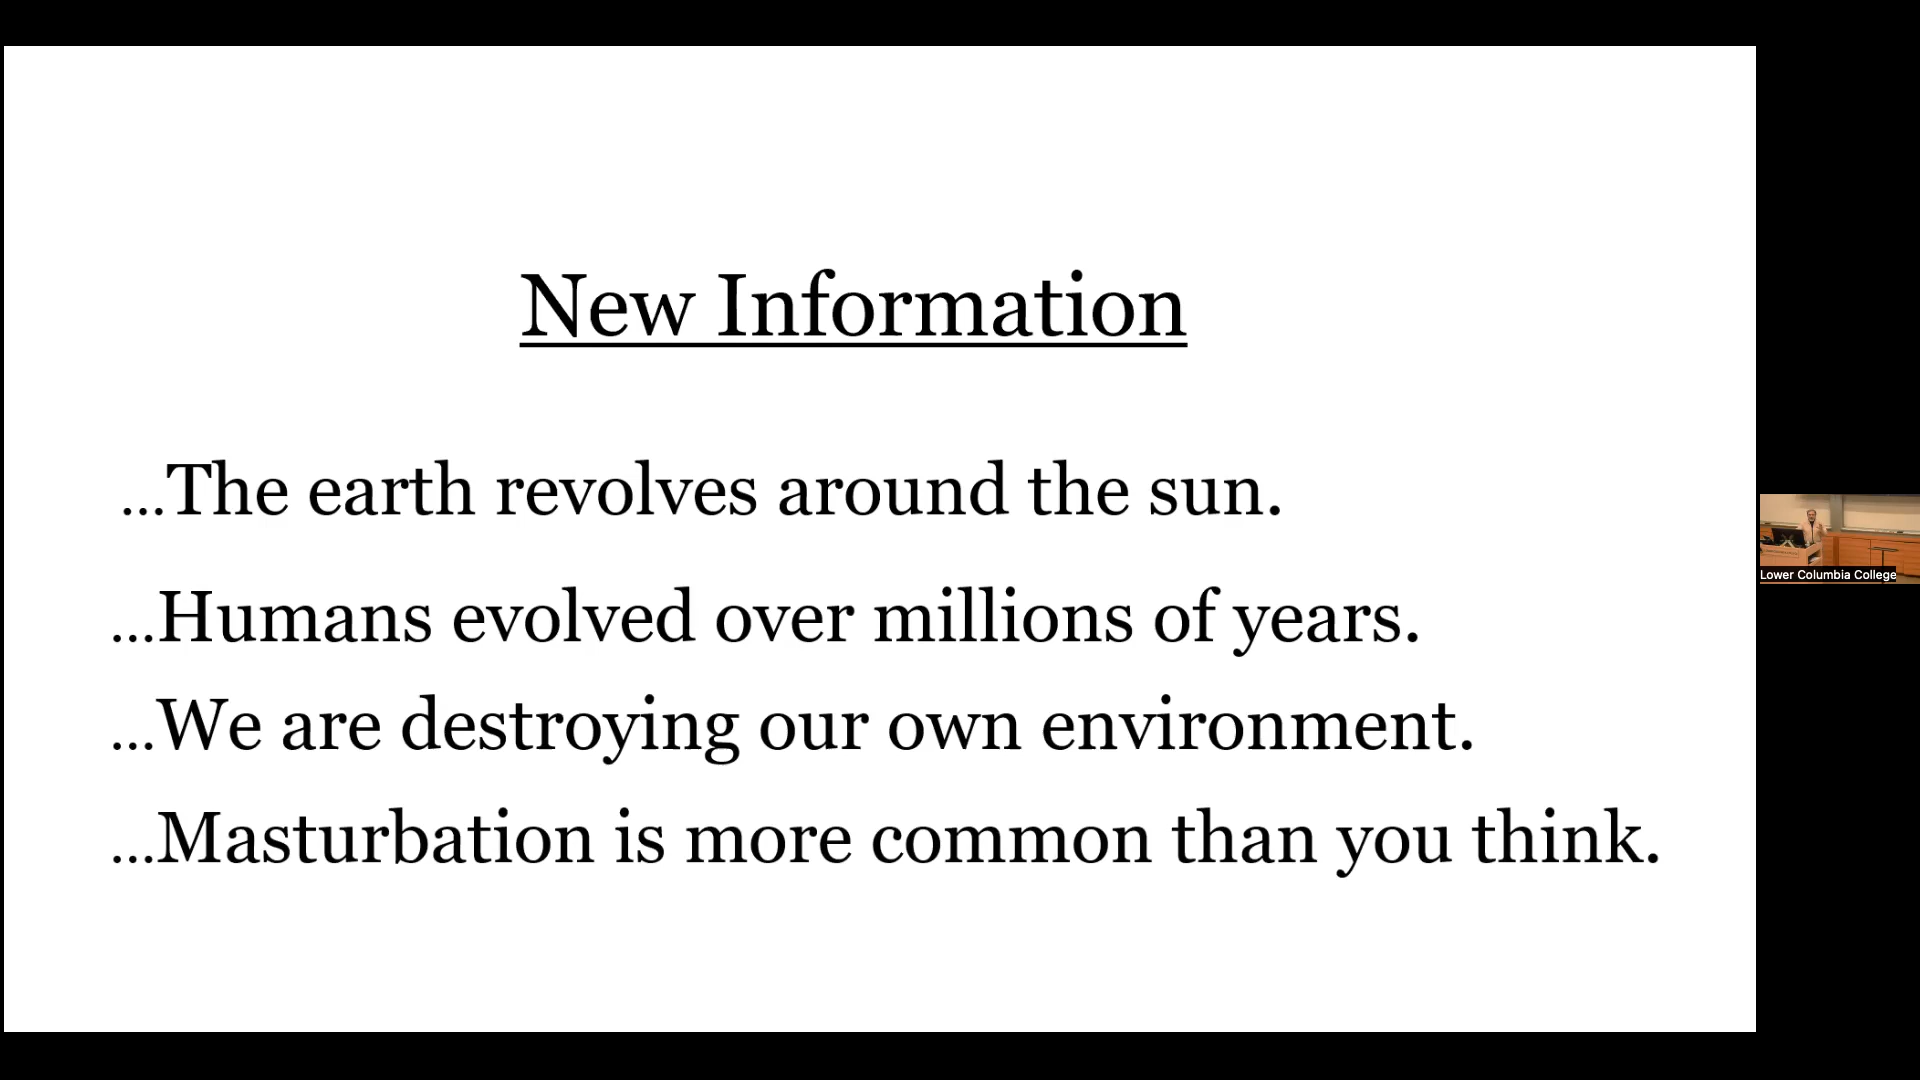 New Information
...The earth revolves around the sun.
...Humans evolved over millions of years.
...We are destroying our own environment.
...Masturbation is more common than you think.
Lower Columbia College